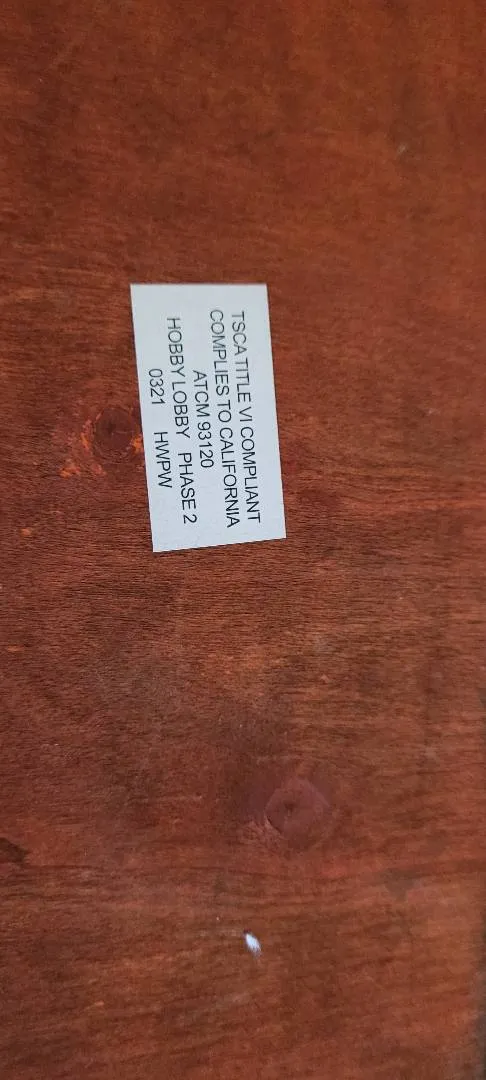 TSCA TITLE VI COMPLIANT
COMPLIES TO CALIFORNIA
ATCM 93120
HOBBY LOBBY PHASE 2
0321 HWPW